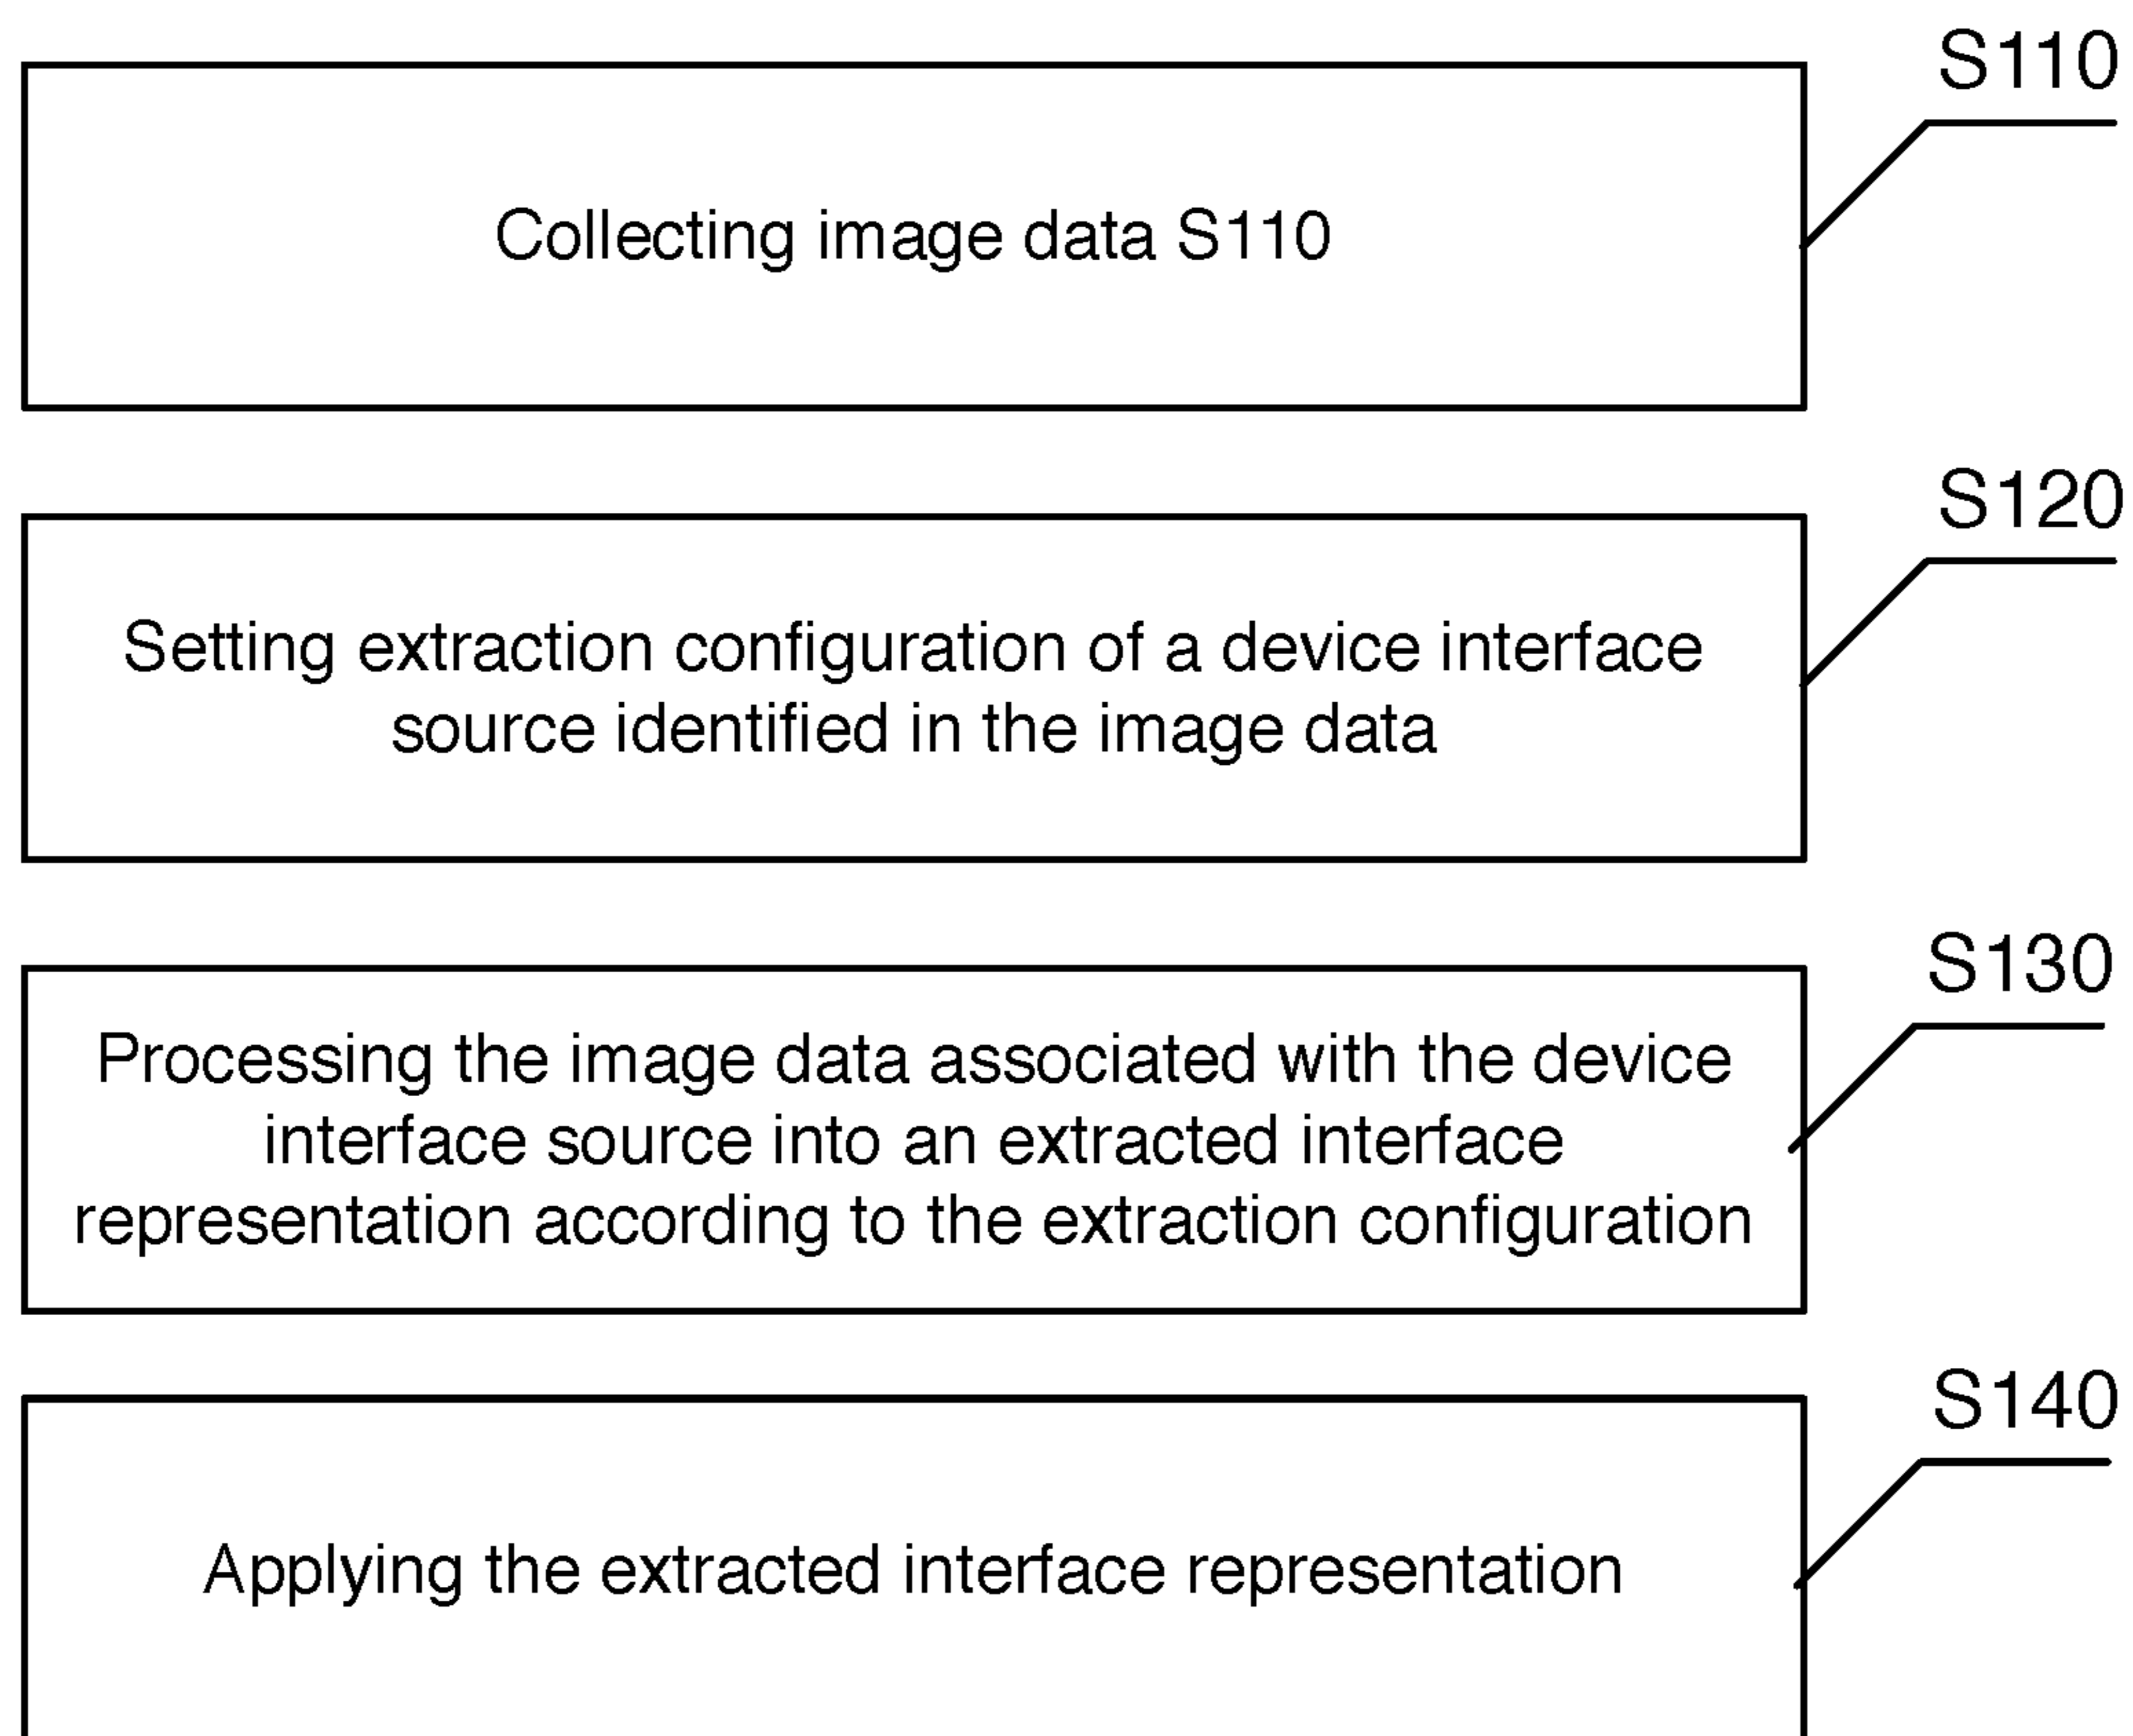 S110
Collecting image data S110
S120
Setting extraction configuration of a device interface
source identified in the image data
S130
Processing the image data associated with the device
interface source into an extracted interface
representation according to the extraction configuration
S140
Applying the extracted interface representation